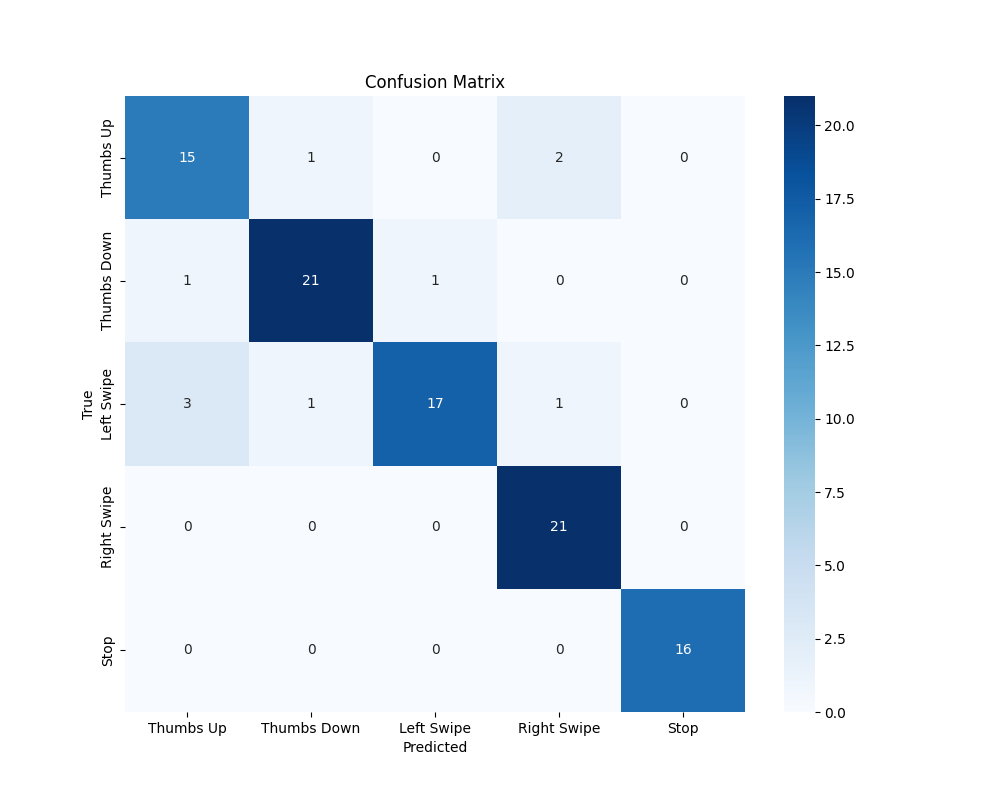 Confusion Matrix
True
Thumbs Up 15 1 0 2 0
Thumbs Down 1 21 1 0 0
Left Swipe 3 1 17 1 0
Right Swipe 0 0 0 21 0
Stop 0 0 0 0 16
Thumbs Up Thumbs Down Left Swipe Right Swipe Stop
Predicted
20.0
17.5
15.0
12.5
10.0
7.5
5.0
2.5
0.0